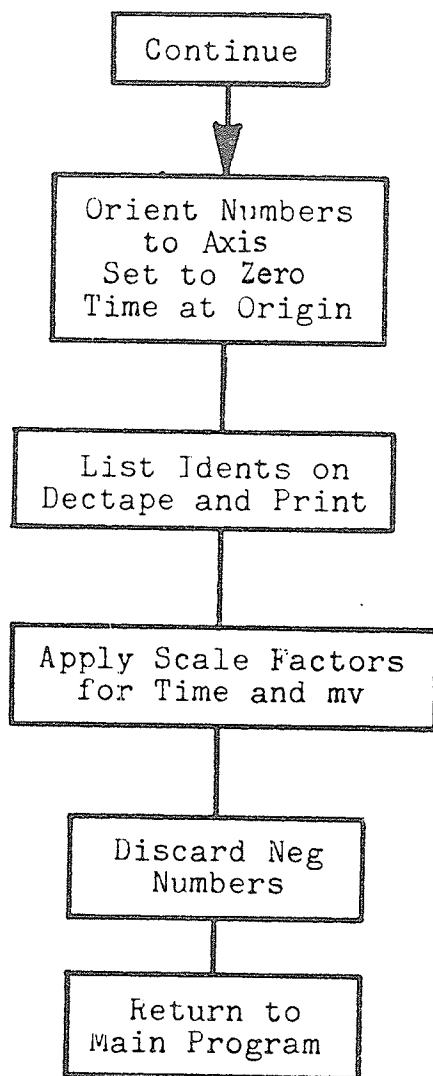 Continue
Orient Numbers
to Axis
Set to Zero
Time at Origin
List Idents on
Dectape and Print
Apply Scale Factors
for Time and mv
Discard Neg
Numbers
Return to
Main Program